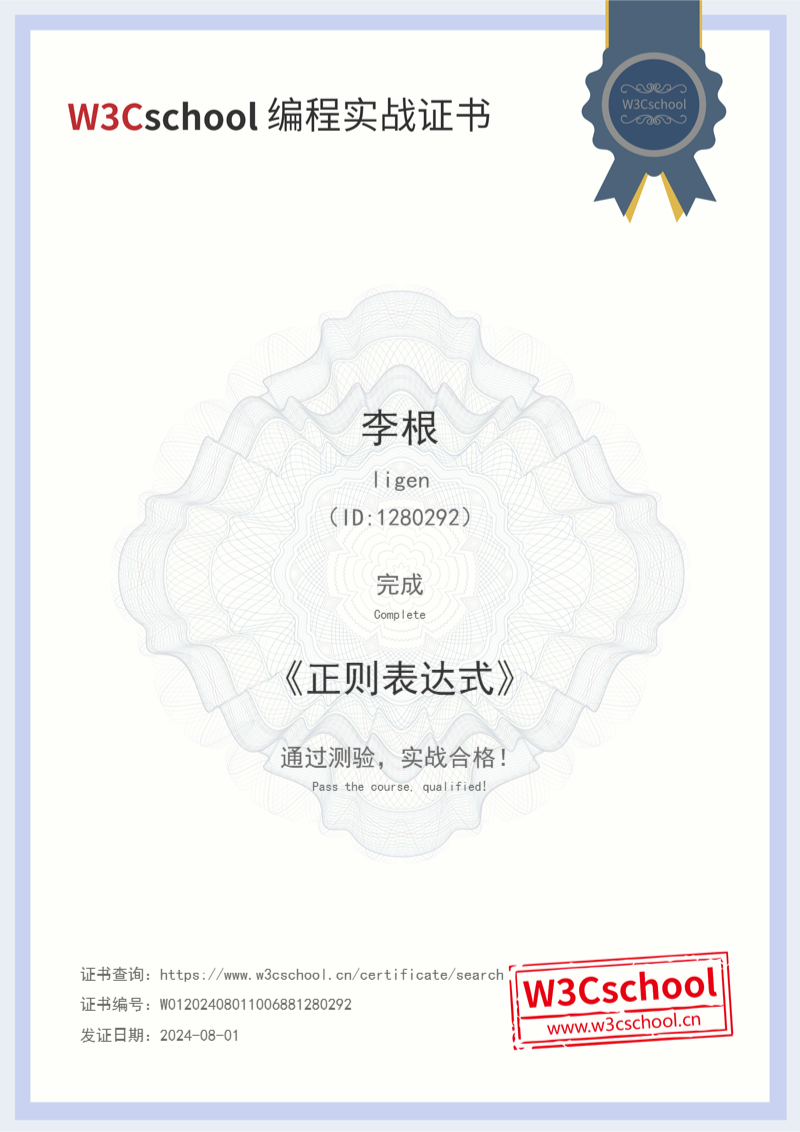 W3Cschool 编程实战证书
W3Cschool
李根
ligen
（ID:1280292）
完成
Complete
《正则表达式》
通过测验，实战合格！
Pass the course, qualified!
证书查询：https://www.w3cschool.cn/certificate/search
证书编号：W01202408011006881280292
发证日期：2024-08-01
W3Cschool
www.w3cschool.cn